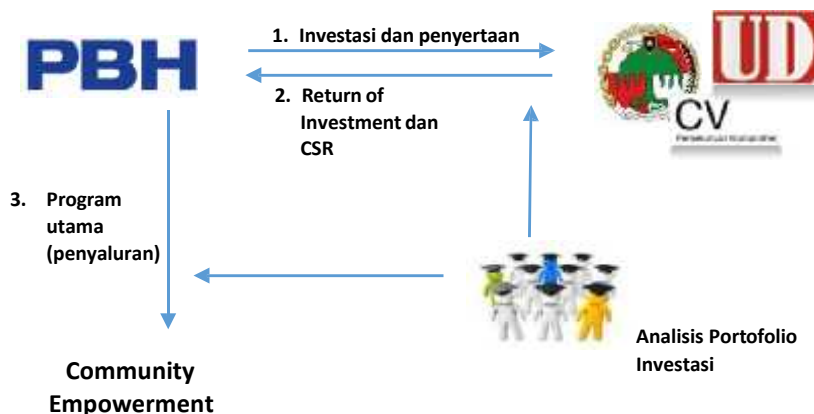 PBH
1. Investasi dan penyertaan
UD
2. Return of
Investment dan
CSR
CV
3. Program
utama
(penyaluran)
Analisis Portofolio
Investasi
Community
Empowerment